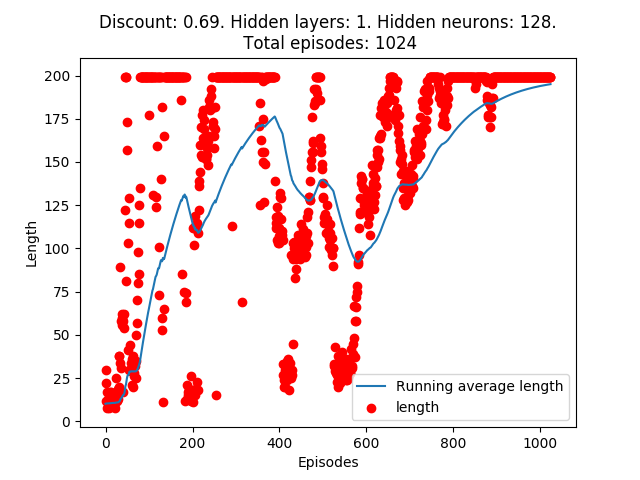 Discount: 0.69. Hidden layers: 1. Hidden neurons: 128.
Total episodes: 1024
200
175
150
125
100
75
50
25
0
Length
Running average length
length
0 200 400 600 800 1000
Episodes